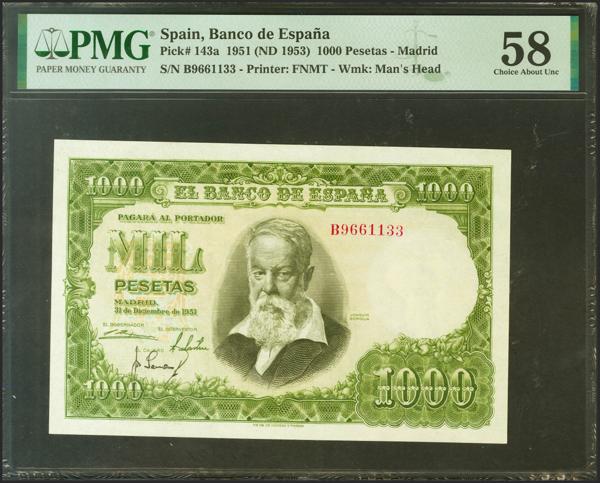 PMG
PAPER MONEY GUARANTY
Spain, Banco de España
Pick# 143a 1951 (ND 1953) 1000 Pesetas - Madrid
S/N B9661133 - Printer: FNMT - Wmk: Man's Head
58
Choice About Unc
1000
EL BANCO DE ESPAÑA
1000
PAGARÁ AL PORTADOR
B9661133
MIL
PESETAS
MADRID,
31 de Diciembre de 1951
EL GOBERNADOR
EL INTERVENTOR
EL CAJERO
JOAQUIN
SOROLLA
1000
1000